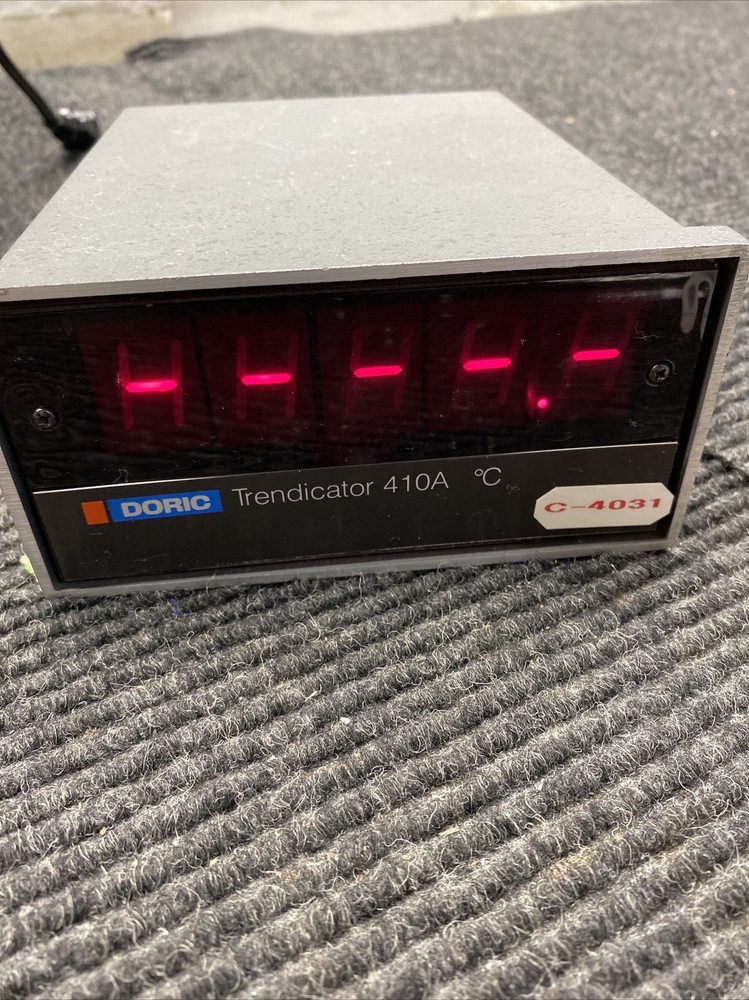 ----.-
DORIC Trendicator 410A °C
C-4031